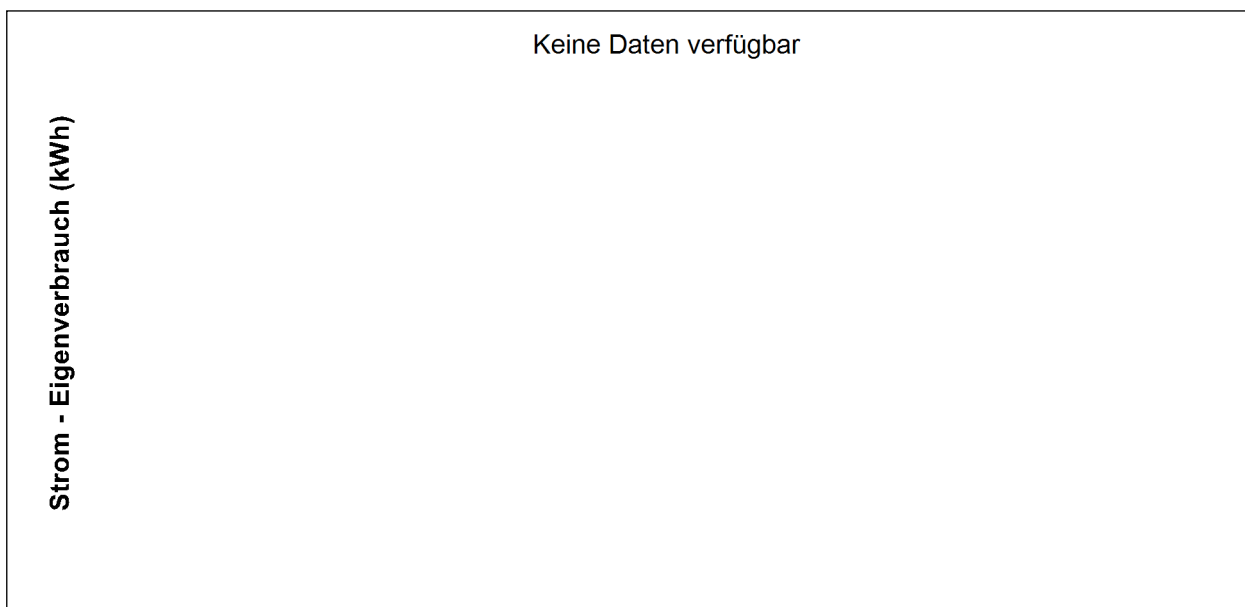 Keine Daten verfügbar
Strom - Eigenverbrauch (kWh)